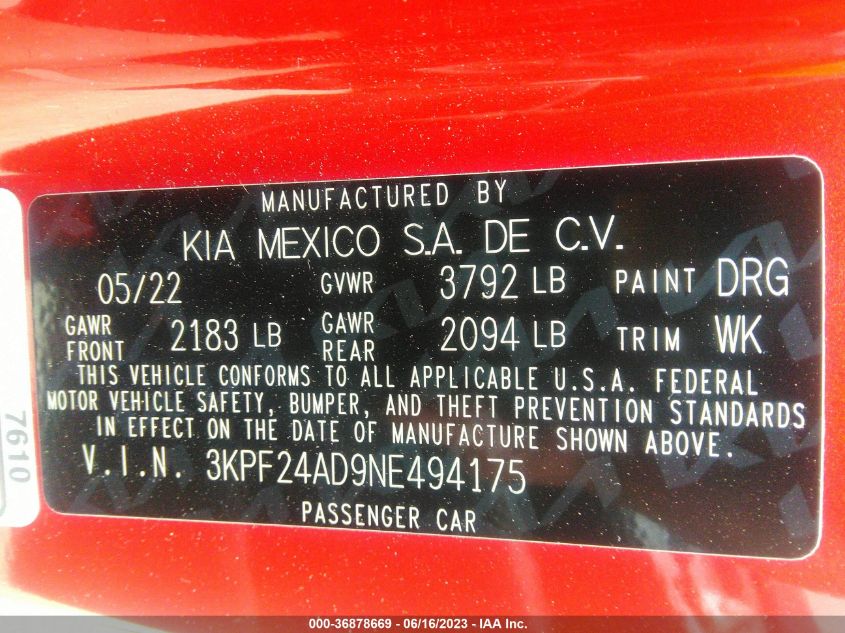 MANUFACTURED BY
KIA MEXICO S.A. DE C.V.
05/22 GVWR 3792 LB PAINT DRG
GAWR FRONT 2183 LB GAWR REAR 2094 LB TRIM WK
THIS VEHICLE CONFORMS TO ALL APPLICABLE U.S.A. FEDERAL
MOTOR VEHICLE SAFETY, BUMPER, AND THEFT PREVENTION STANDARDS
IN EFFECT ON THE DATE OF MANUFACTURE SHOWN ABOVE.
V.I.N. 3KPF24AD9NE494175
PASSENGER CAR
7610
000-36878669 - 06/16/2023 - IAA Inc.